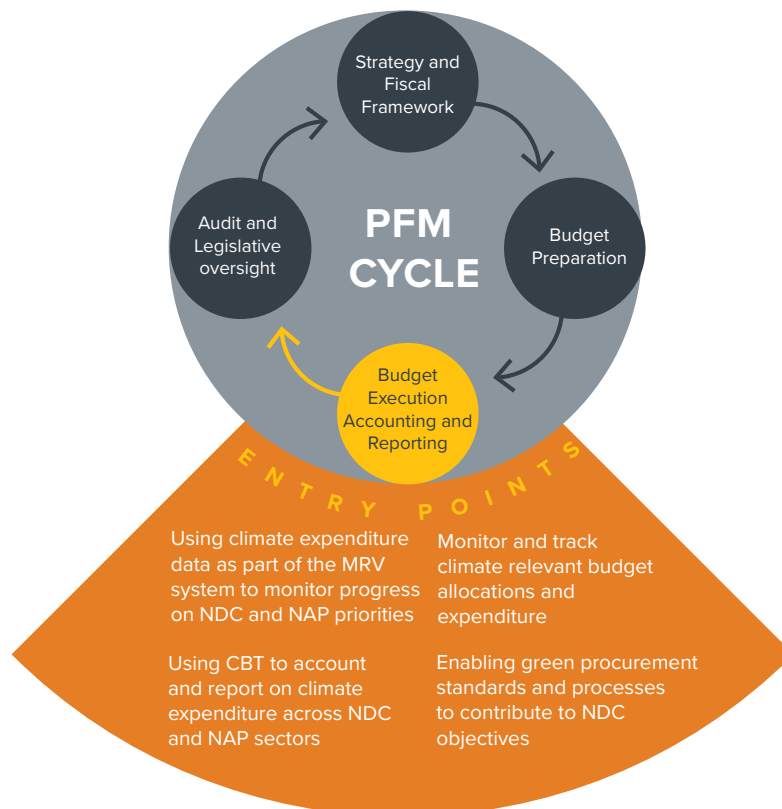 Strategy and
Fiscal
Framework
Audit and
Legislative
oversight
PFM
CYCLE
Budget
Preparation
Budget
Execution
Accounting and
Reporting
ENTRY POINTS
Using climate expenditure
data as part of the MRV
system to monitor progress
on NDC and NAP priorities
Monitor and track
climate relevant budget
allocations and
expenditure
Using CBT to account
and report on climate
expenditure across NDC
and NAP sectors
Enabling green procurement
standards and processes
to contribute to NDC
objectives